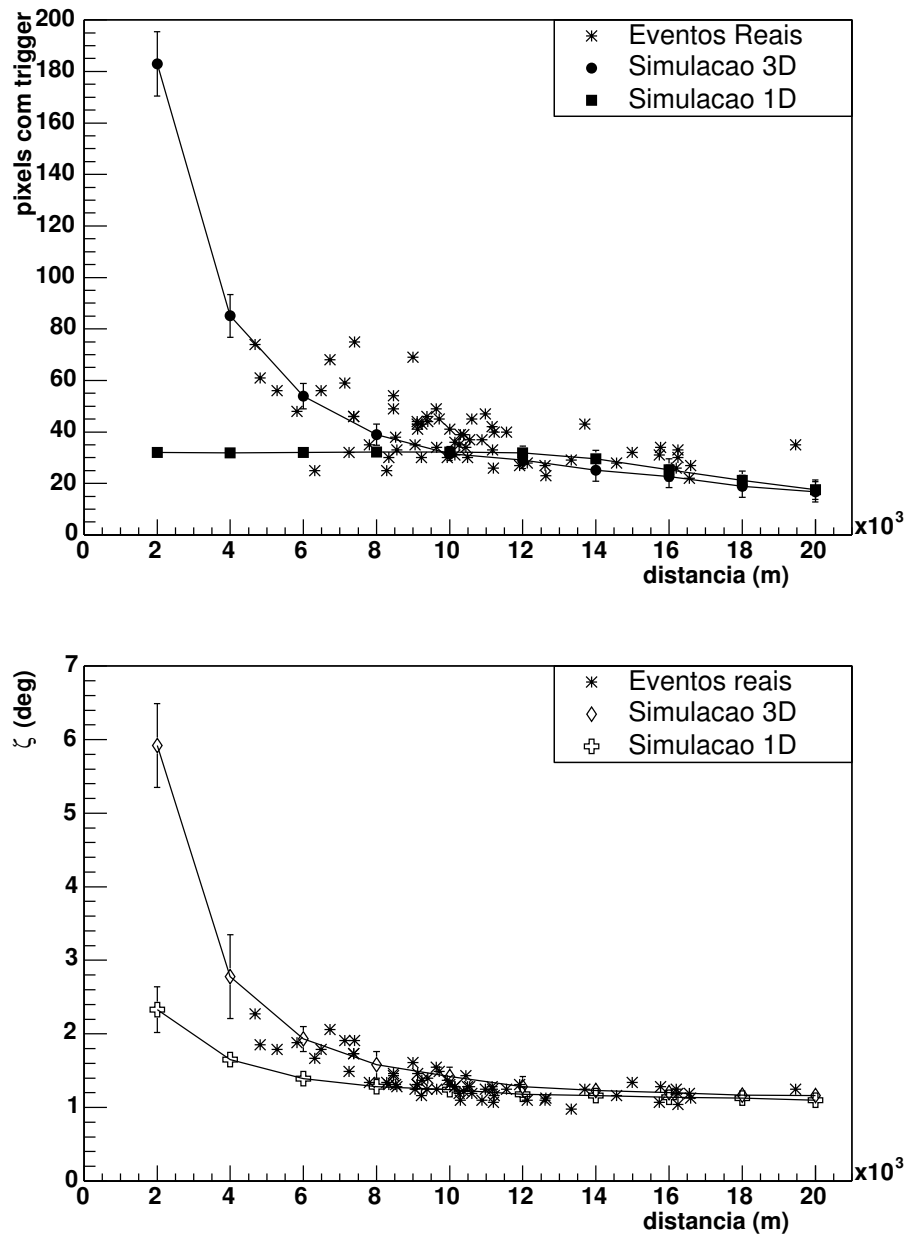 200
180
160
140
120
100
80
60
40
20
0
pixels com trigger
Eventos Reais
Simulacao 3D
Simulacao 1D
0 2 4 6 8 10 12 14 16 18 20
x10³
distancia (m)
7
6
5
4
3
2
1
0
ζ (deg)
Eventos reais
Simulacao 3D
Simulacao 1D
0 2 4 6 8 10 12 14 16 18 20
x10³
distancia (m)